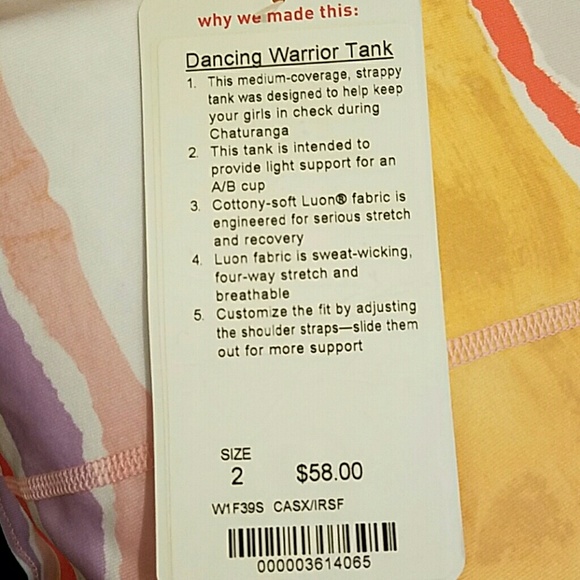 why we made this:
Dancing Warrior Tank
1. This medium-coverage, strappy
tank was designed to help keep
your girls in check during
Chaturanga
2. This tank is intended to
provide light support for an
A/B cup
3. Cottony-soft Luon® fabric is
engineered for serious stretch
and recovery
4. Luon fabric is sweat-wicking,
four-way stretch and
breathable
5. Customize the fit by adjusting
the shoulder straps—slide them
out for more support
SIZE
2 $58.00
W1F39S CASX/IRSF
000003614065